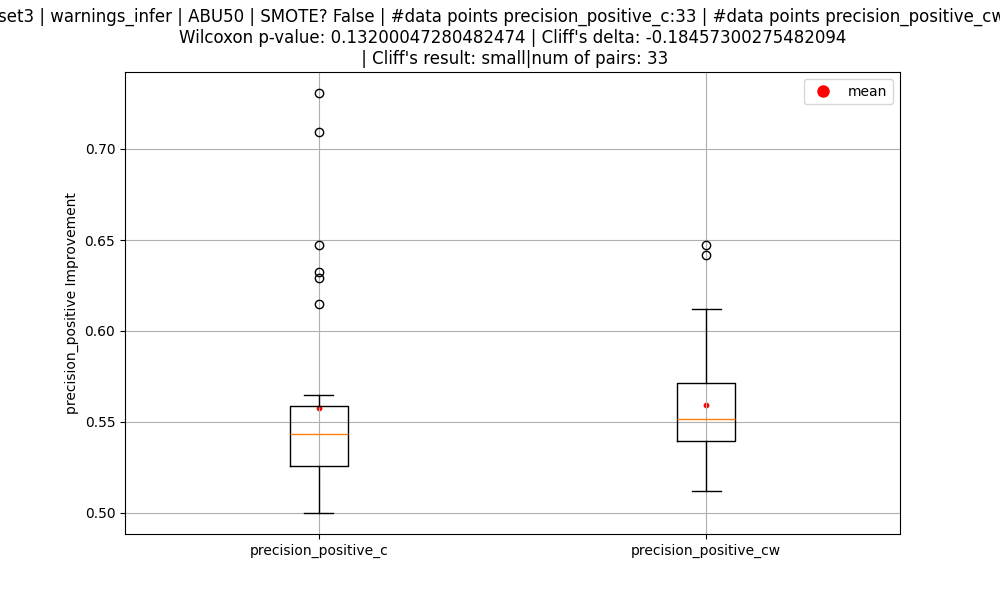 set3 | warnings_infer | ABU50 | SMOTE? False | #data points precision_positive_c:33 | #data points precision_positive_cw
Wilcoxon p-value: 0.13200047280482474 | Cliff's delta: -0.18457300275482094
| Cliff's result: small|num of pairs: 33
mean
0.70
0.65
0.60
0.55
0.50
precision_positive Improvement
precision_positive_c
precision_positive_cw